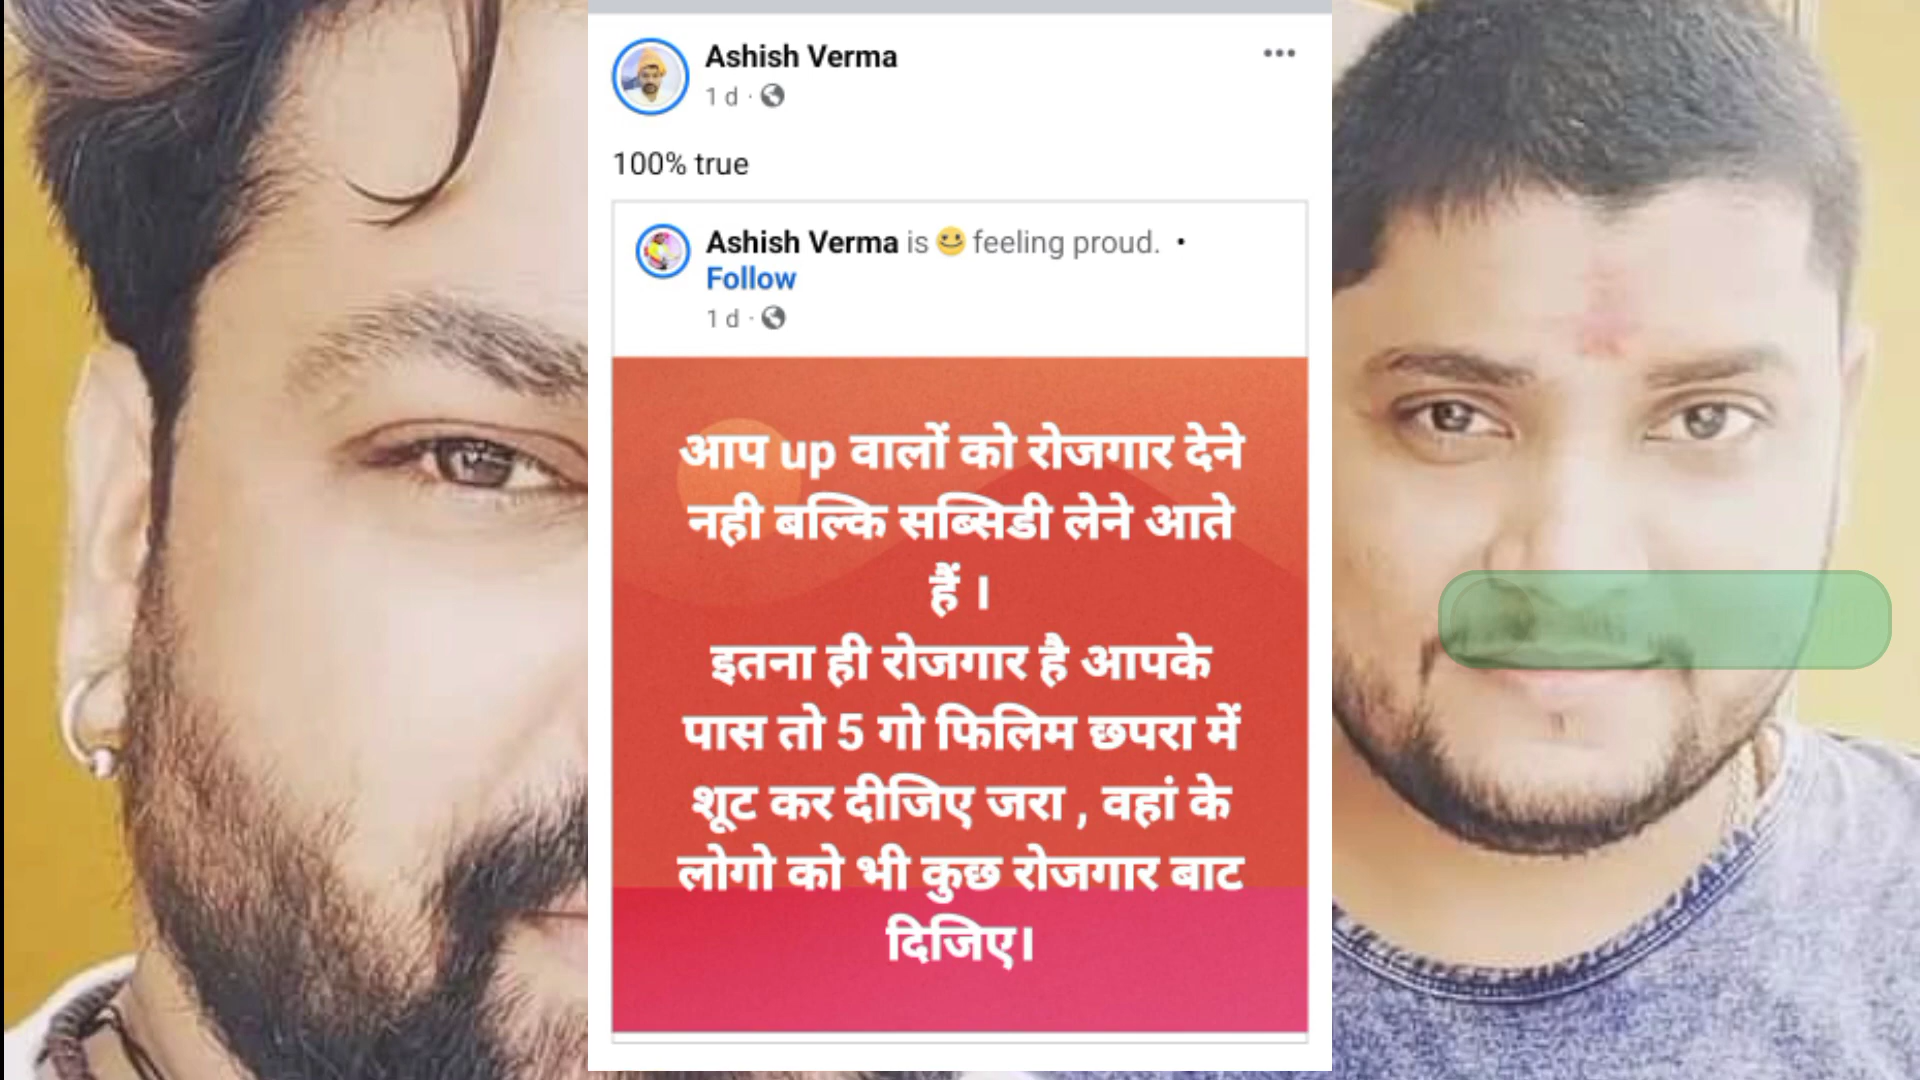 Ashish Verma
1 d ·
100% true
Ashish Verma is feeling proud. •
Follow
1 d ·
आप up वालों को रोजगार देने
नही बल्कि सब्सिडी लेने आते
हैं ।
इतना ही रोजगार है आपके
पास तो 5 गो फिलिम छपरा में
शूट कर दीजिए जरा , वहां के
लोगो को भी कुछ रोजगार बाट
दिजिए।